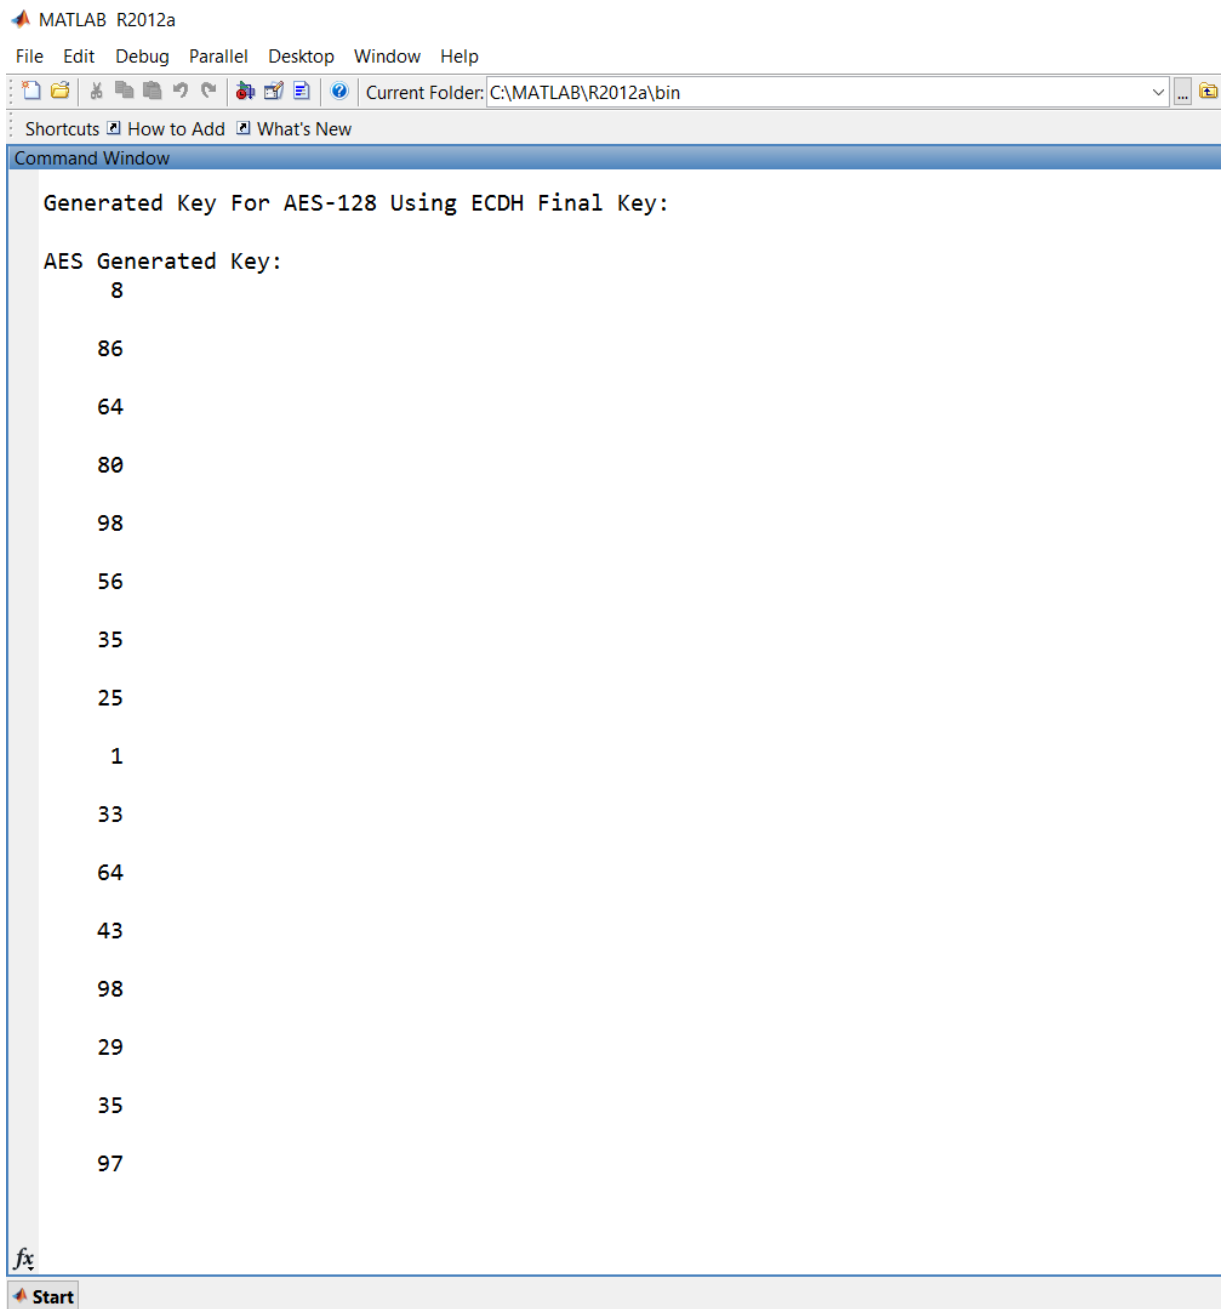 MATLAB R2012a
File Edit Debug Parallel Desktop Window Help
Current Folder: C:\MATLAB\R2012a\bin
Shortcuts How to Add What's New
Command Window
Generated Key For AES-128 Using ECDH Final Key:
AES Generated Key:
8
86
64
80
98
56
35
25
1
33
64
43
98
29
35
97
fx
Start